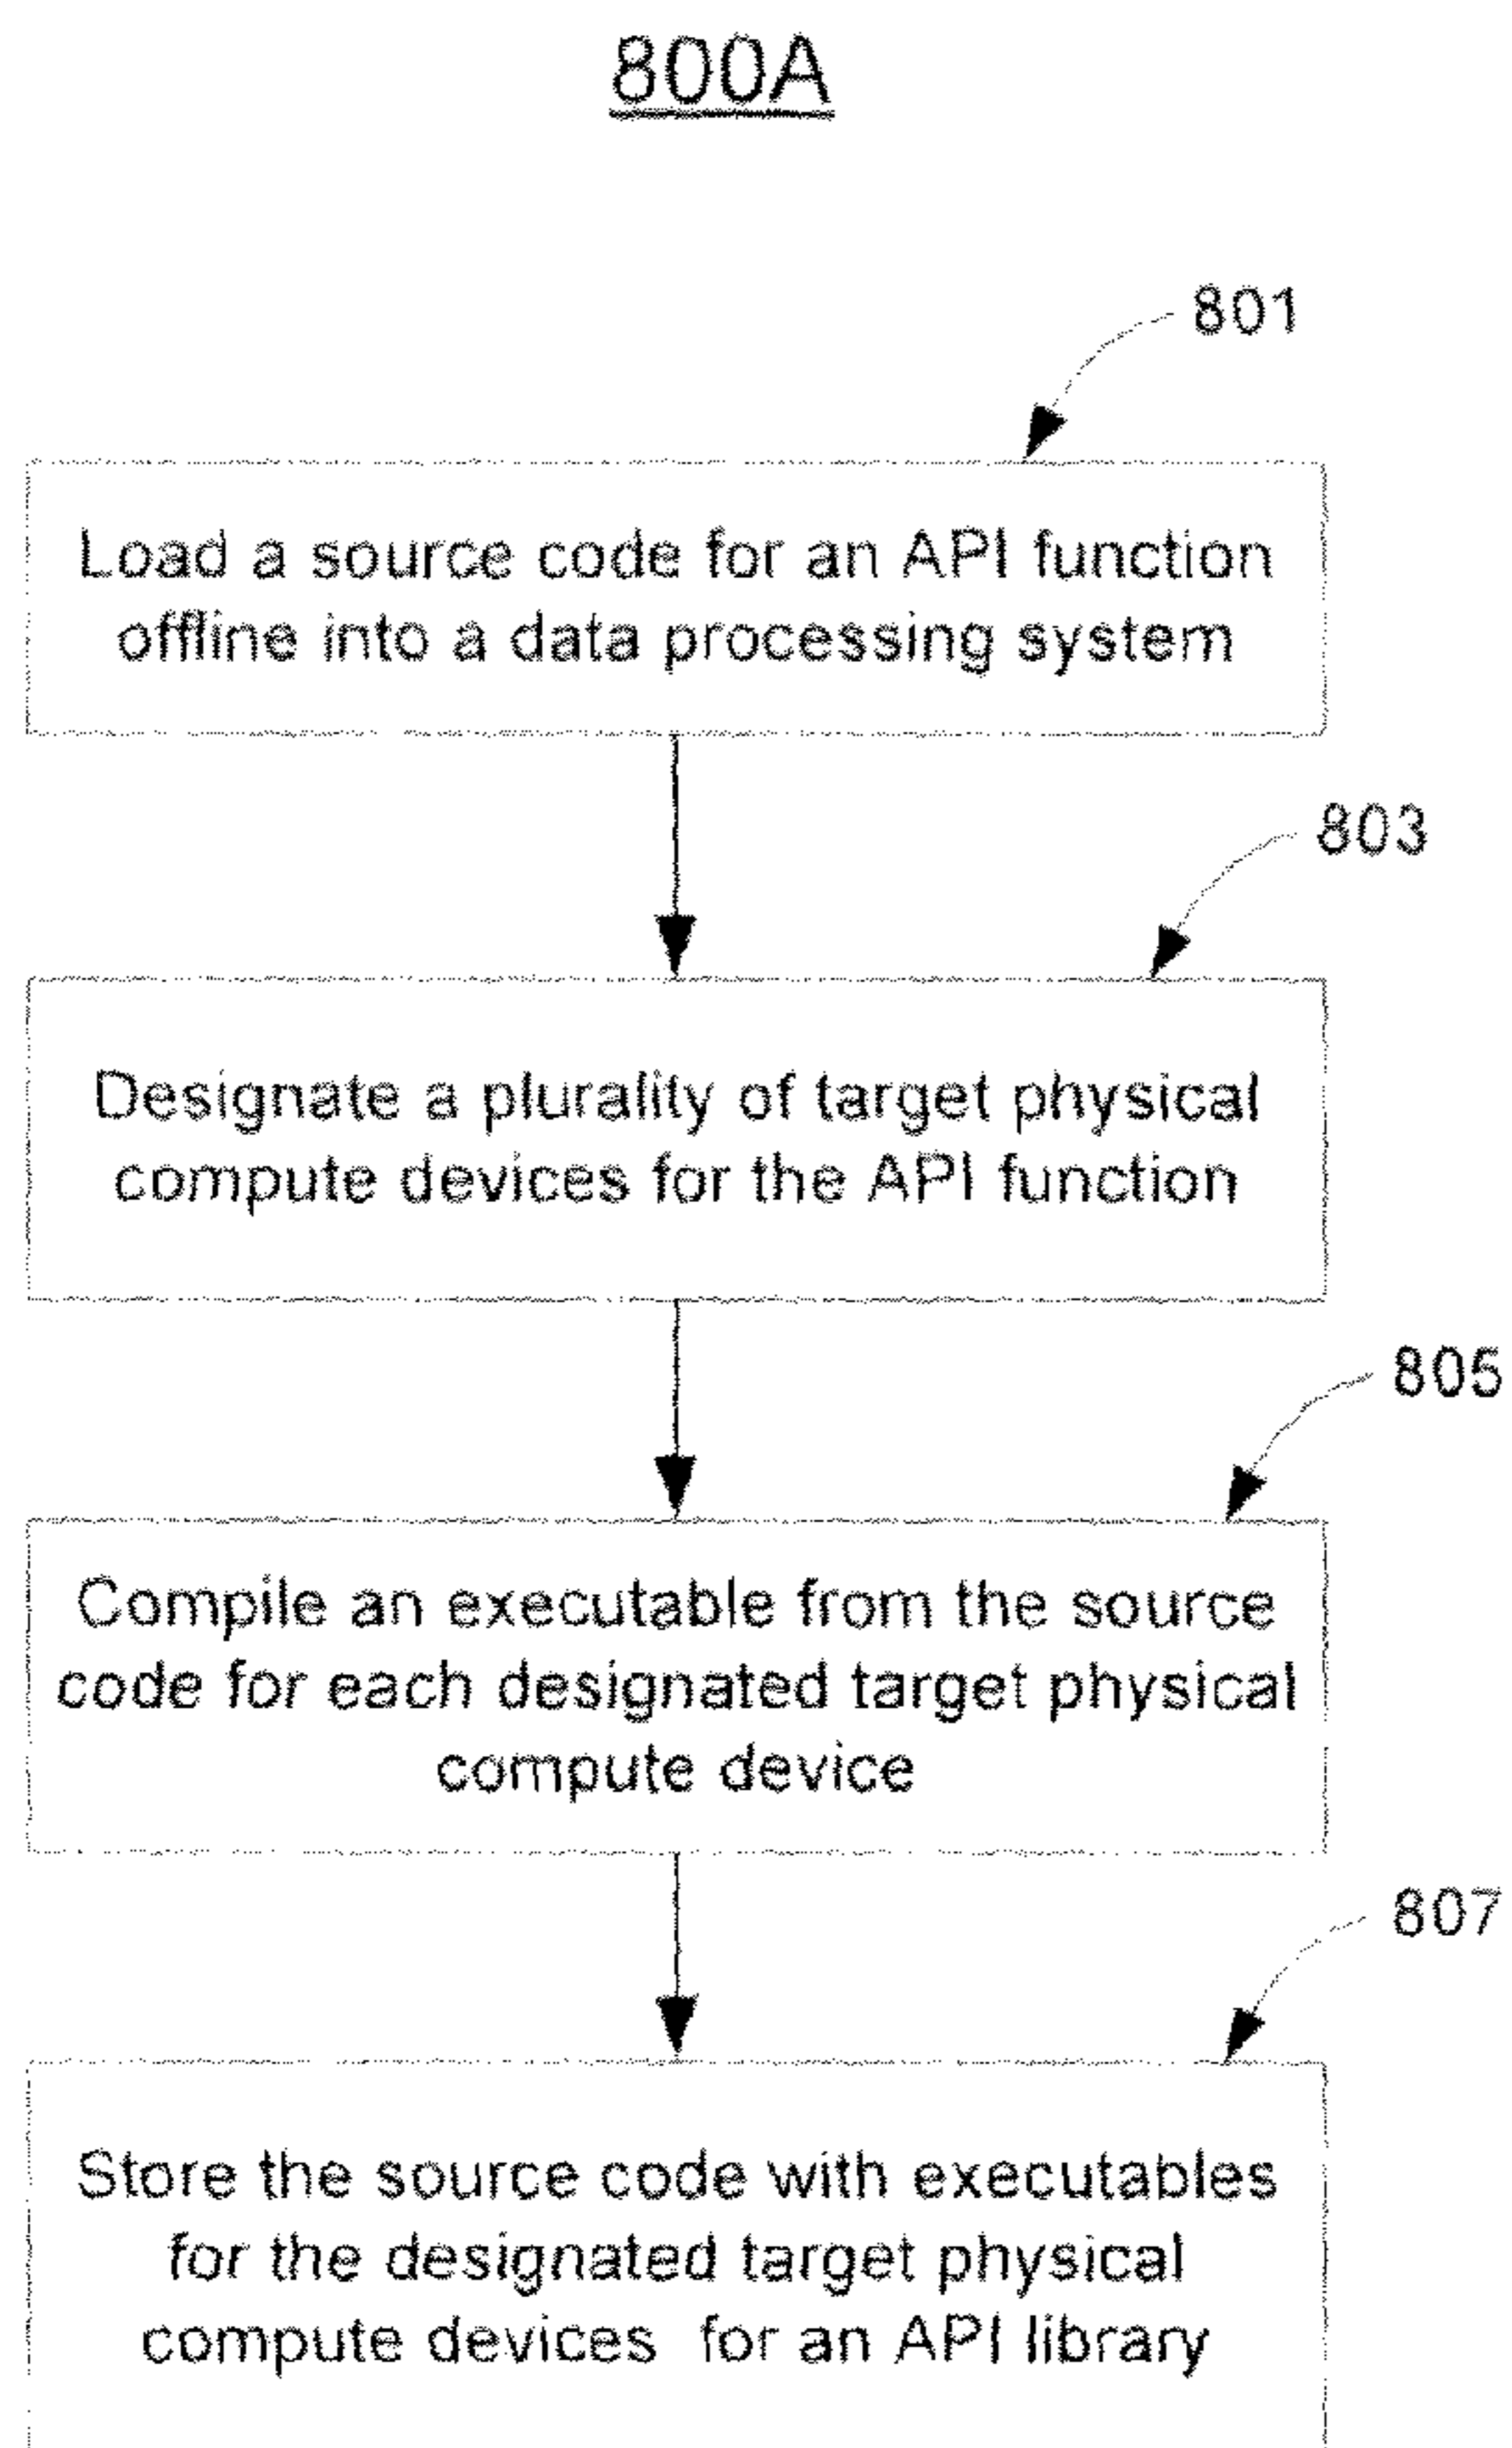 800A
801
Load a source code for an API function
offline into a data processing system
803
Designate a plurality of target physical
compute devices for the API function
805
Compile an executable from the source
code for each designated target physical
compute device
807
Store the source code with executables
for the designated target physical
compute devices for an API library